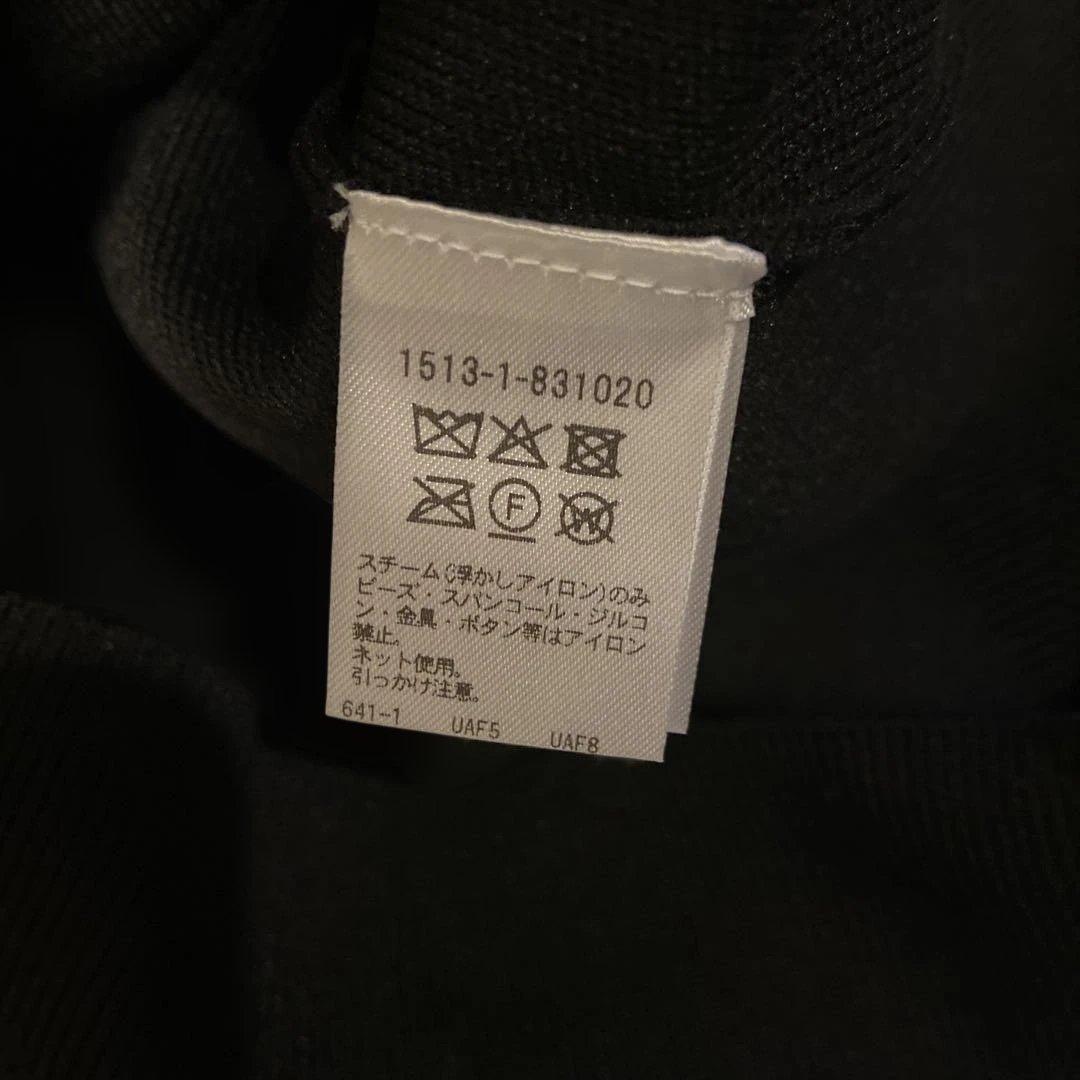 1513-1-831020
F
W
スチーム(浮かしアイロン)のみ
ビーズ・スパンコール・ジルコ
ン・金具・ボタン等はアイロン
禁止。
ネット使用。
引っかけ注意。
641-1 UAF5 UAF8